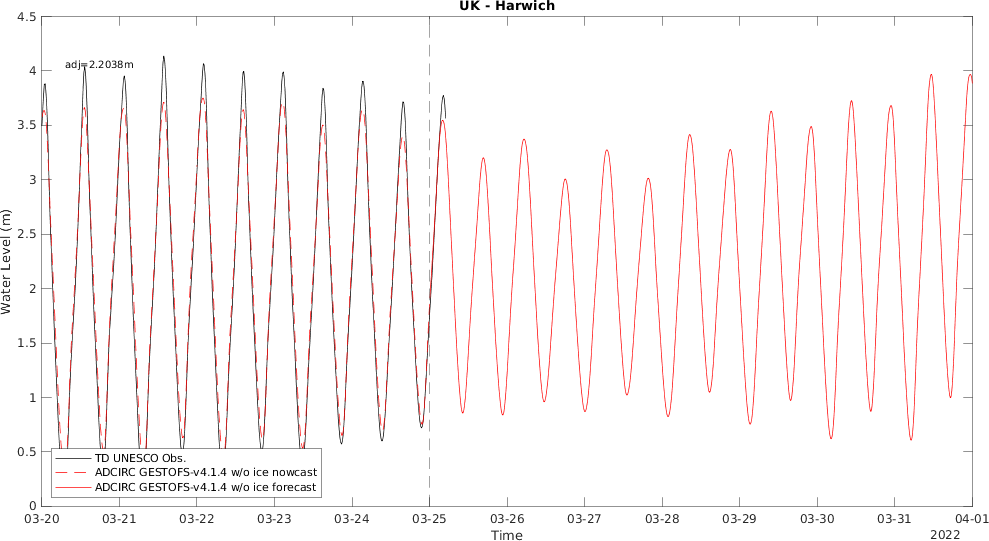 UK - Harwich
4.5
adj=2.2038m
4
3.5
3
2.5
2
1.5
1
0.5
0
Water Level (m)
TD UNESCO Obs.
ADCIRC GESTOFS-v4.1.4 w/o ice nowcast
ADCIRC GESTOFS-v4.1.4 w/o ice forecast
03-20 03-21 03-22 03-23 03-24 03-25 03-26 03-27 03-28 03-29 03-30 03-31 04-01
Time
2022